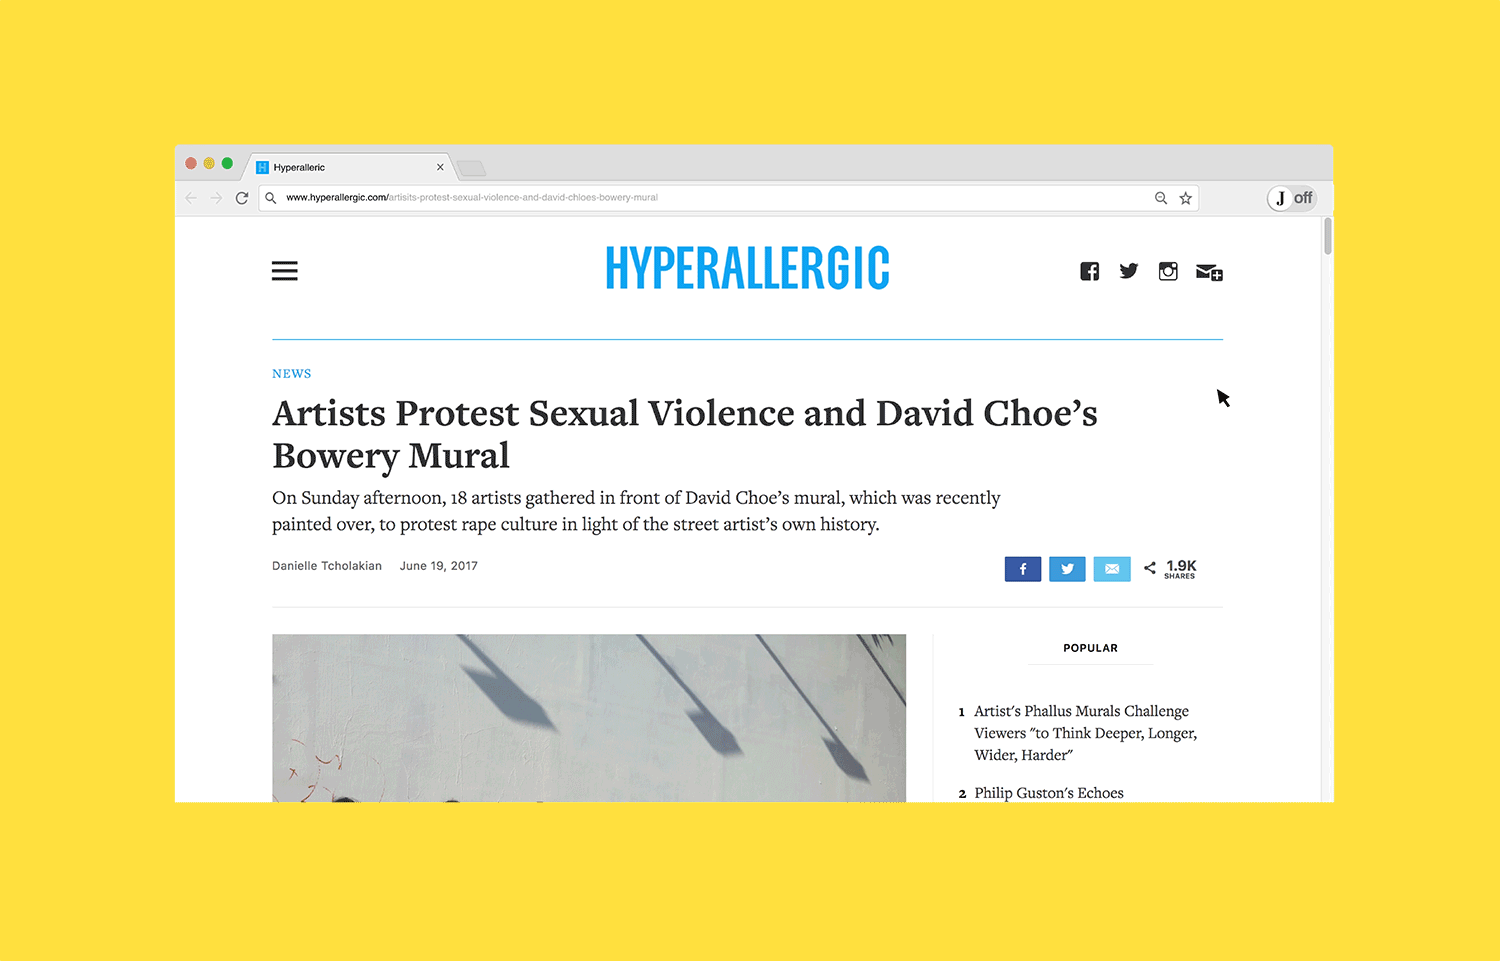 Hyperalleric
www.hyperallergic.com/artisits-protest-sexual-violence-and-david-chioes-bowery-mural
J off
HYPERALLERGIC
NEWS
Artists Protest Sexual Violence and David Choe’s
Bowery Mural
On Sunday afternoon, 18 artists gathered in front of David Choe’s mural, which was recently
painted over, to protest rape culture in light of the street artist’s own history.
Danielle Tcholakian June 19, 2017
1.9K
SHARES
POPULAR
1 Artist's Phallus Murals Challenge
Viewers "to Think Deeper, Longer,
Wider, Harder"
2 Philip Guston's Echoes